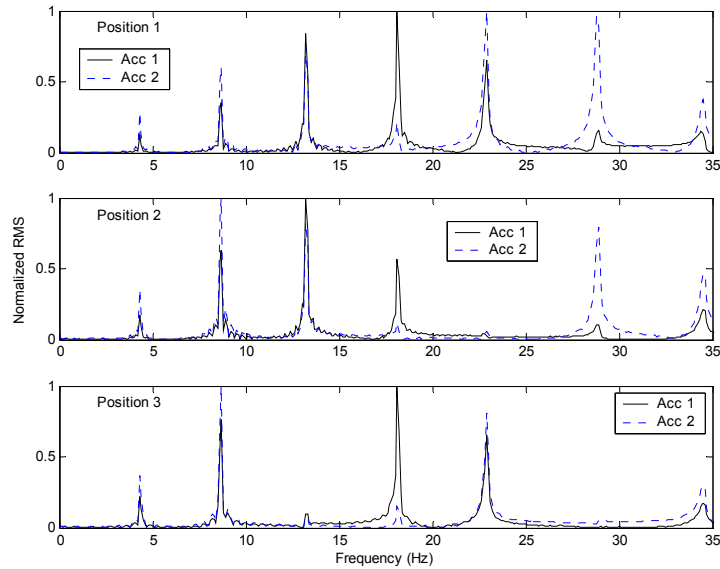 Position 1
Acc 1
Acc 2
1
0.5
0
0 5 10 15 20 25 30 35
Position 2
Acc 1
Acc 2
Normalized RMS
1
0.5
0
0 5 10 15 20 25 30 35
Position 3
Acc 1
Acc 2
1
0.5
0
0 5 10 15 20 25 30 35
Frequency (Hz)